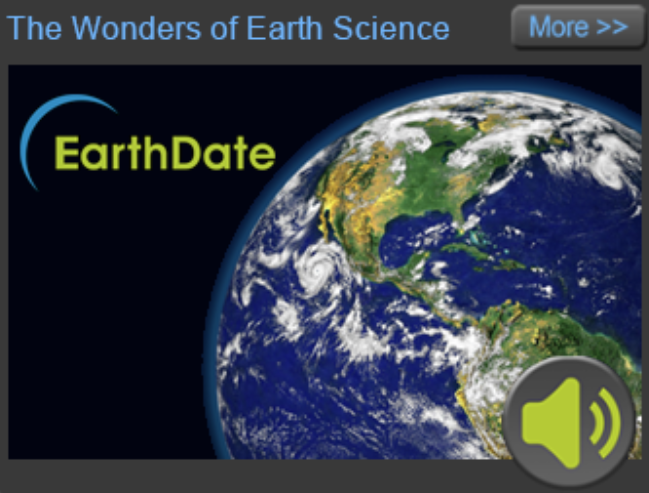 The Wonders of Earth Science
More >>
EarthDate